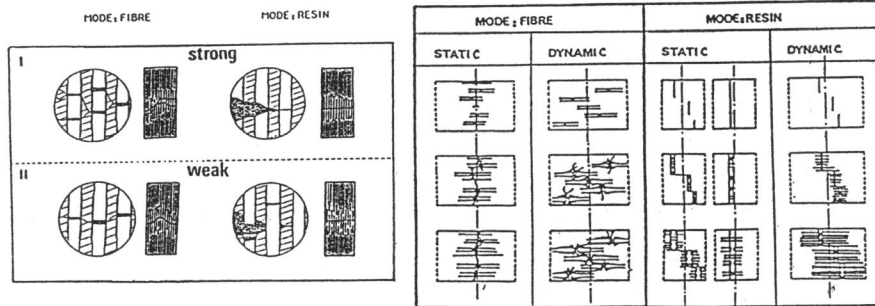 MODE: FIBRE
MODE: RESIN
I
strong
II
weak
MODE: FIBRE
MODE: RESIN
STATIC
DYNAMIC
STATIC
DYNAMIC